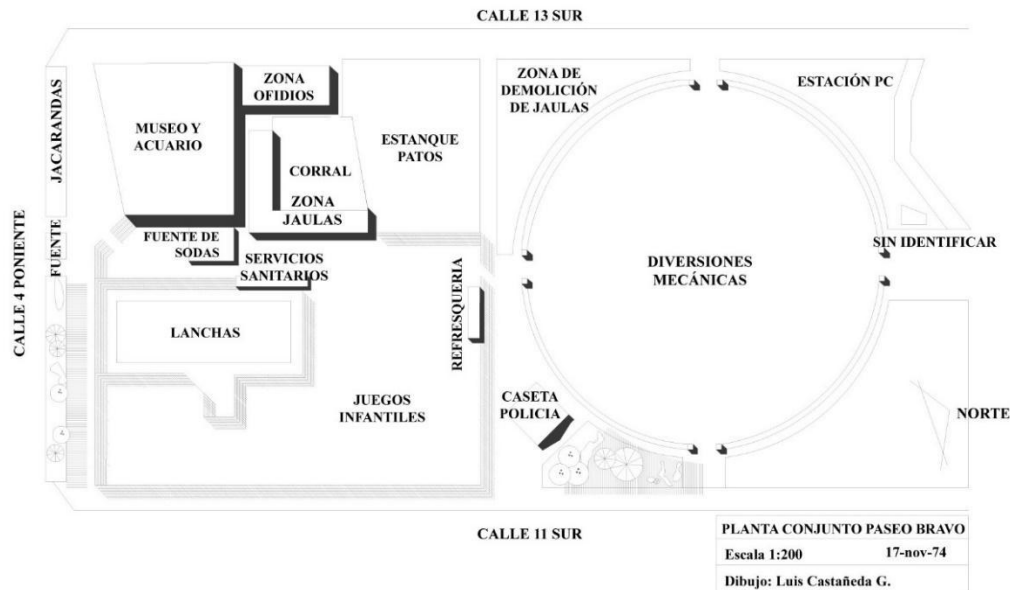 CALLE 13 SUR
ZONA
OFIDIOS
ZONA DE
DEMOLICIÓN
DE JAULAS
ESTACIÓN PC
MUSEO Y
ACUARIO
ESTANQUE
PATOS
CORRAL
ZONA
JAULAS
JACARANDAS
FUENTE
CALLE 4 PONIENTE
FUENTE DE
SODAS
SERVICIOS
SANITARIOS
SIN IDENTIFICAR
DIVERSIONES
MECÁNICAS
LANCHAS
REFRESQUERIA
JUEGOS
INFANTILES
CASETA
POLICIA
NORTE
CALLE 11 SUR
PLANTA CONJUNTO PASEO BRAVO
Escala 1:200 17-nov-74
Dibujo: Luis Castañeda G.